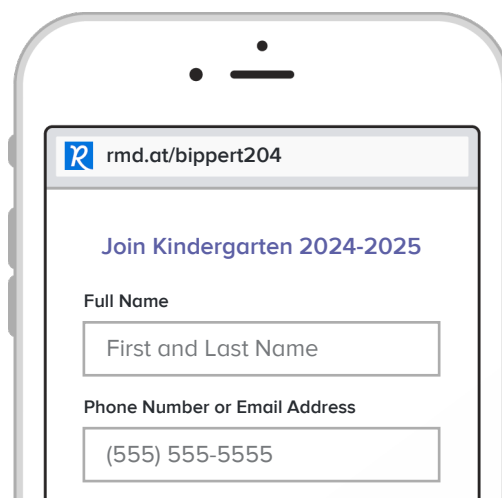 rmd.at/bippert204
Join Kindergarten 2024-2025
Full Name
First and Last Name
Phone Number or Email Address
(555) 555-5555